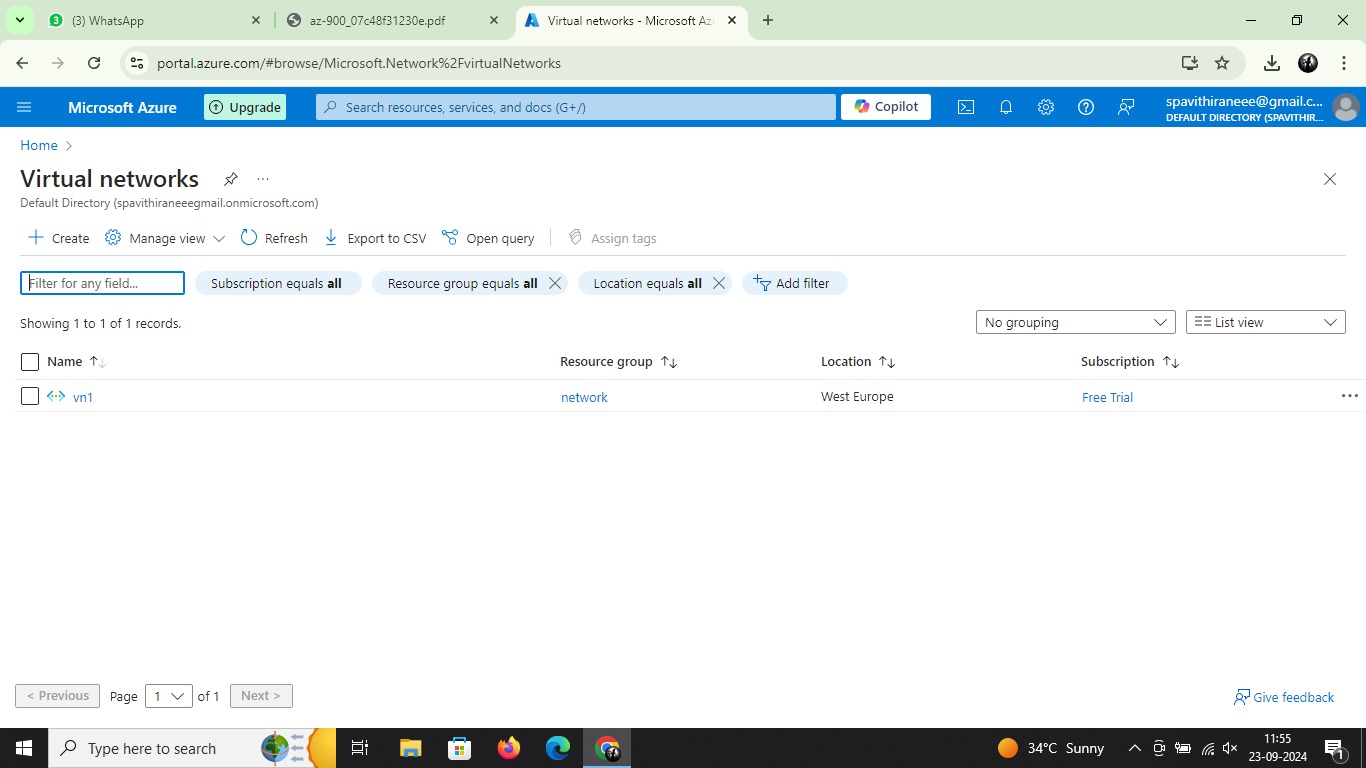 3
(3) WhatsApp
az-900_07c48f31230e.pdf
Virtual networks - Microsoft Az
portal.azure.com/#browse/Microsoft.Network%2FvirtualNetworks
Microsoft Azure
Upgrade
Search resources, services, and docs (G+/)
Copilot
spavithiraneee@gmail.c...
DEFAULT DIRECTORY (SPAVITHIR...
Home
Virtual networks
Default Directory (spavithiraneeegmail.onmicrosoft.com)
Create
Manage view
Refresh
Export to CSV
Open query
Assign tags
Filter for any field...
Subscription equals all
Resource group equals all
Location equals all
Add filter
Showing 1 to 1 of 1 records.
No grouping
List view
Name
Resource group
Location
Subscription
vn1
network
West Europe
Free Trial
< Previous
Page
1
of 1
Next >
Give feedback
Type here to search
34°C Sunny
11:55
23-09-2024
1